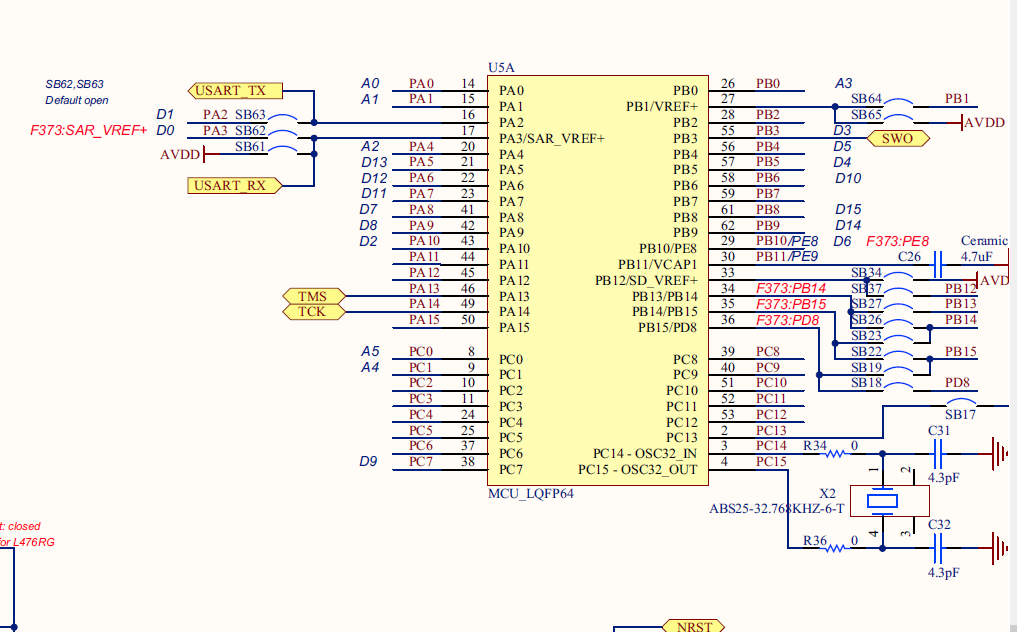 U5A
MCU_LQFP64
SB62,SB63
Default open
USART_TX
D1 PA2 SB63
F373:SAR_VREF+ D0 PA3 SB62
AVDD SB61
USART_RX
A0 PA0 14 PA0
A1 PA1 15 PA1
16 PA2
17 PA3/SAR_VREF+
A2 PA4 20 PA4
D13 PA5 21 PA5
D12 PA6 22 PA6
D11 PA7 23 PA7
D7 PA8 41 PA8
D8 PA9 42 PA9
D2 PA10 43 PA10
PA11 44 PA11
PA12 45 PA12
TMS PA13 46 PA13
TCK PA14 49 PA14
PA15 50 PA15
A5 PC0 8 PC0
A4 PC1 9 PC1
PC2 10 PC2
PC3 11 PC3
PC4 24 PC4
PC5 25 PC5
PC6 37 PC6
D9 PC7 38 PC7
PB0 26 PB0 A3
PB1/VREF+ 27 SB64 PB1
PB2 28 PB2 SB65 AVDD
PB3 55 PB3 D3 SWO
PB4 56 PB4 D5
PB5 57 PB5 D4
PB6 58 PB6 D10
PB7 59 PB7
PB8 61 PB8 D15
PB9 62 PB9 D14
PB10/PE8 29 PB10/PE8 D6 F373:PE8
PB11/VCAP1 30 PB11/PE9 C26 Ceramic
4.7uF
PB12/SD_VREF+ 33 SB34 AVD
PB13/PB14 34 F373:PB14 SB37 PB12
PB14/PB15 35 F373:PB15 SB27 PB13
PB15/PD8 36 F373:PD8 SB26 PB14
SB23
PC8 39 PC8 SB22 PB15
PC9 40 PC9 SB19
PC10 51 PC10 SB18 PD8
PC11 52 PC11
PC12 53 PC12 SB17
PC13 2 PC13
PC14 - OSC32_IN 3 PC14 R34 0
PC15 - OSC32_OUT 4 PC15
C31
4.3pF
1 2
X2
ABS25-32.768KHZ-6-T
4 3
R36 0
C32
4.3pF
t: closed
for L476RG
NRST